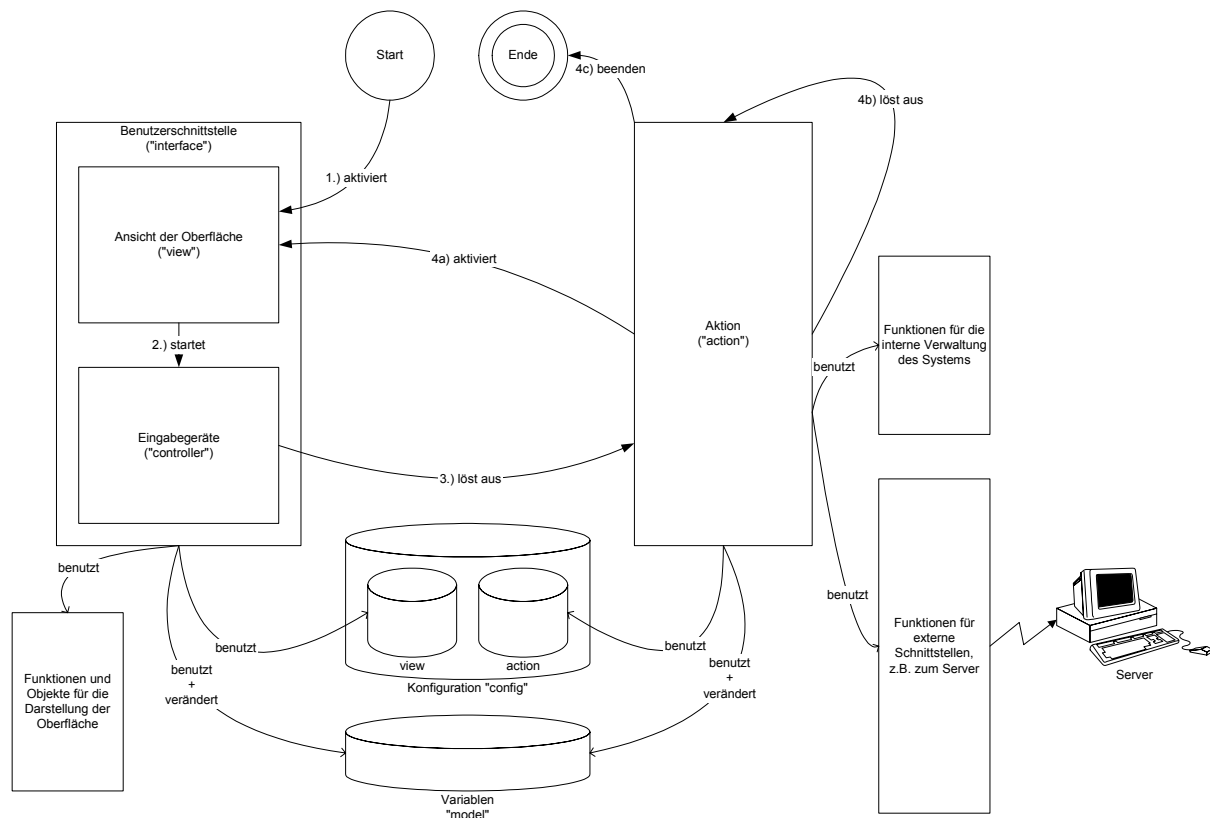 Start
Ende
4c) beenden
4b) löst aus
Benutzerschnittstelle
("interface")
1.) aktiviert
Ansicht der Oberfläche
("view")
4a) aktiviert
2.) startet
Aktion
("action")
Funktionen für die
interne Verwaltung
des Systems
benutzt
Eingabegeräte
("controller")
3.) löst aus
benutzt
benutzt
benutzt
view
action
Konfiguration "config"
benutzt
benutzt
+
verändert
benutzt
+
verändert
Funktionen und
Objekte für die
Darstellung der
Oberfläche
Funktionen für
externe
Schnittstellen,
z.B. zum Server
Server
Variablen
"model"